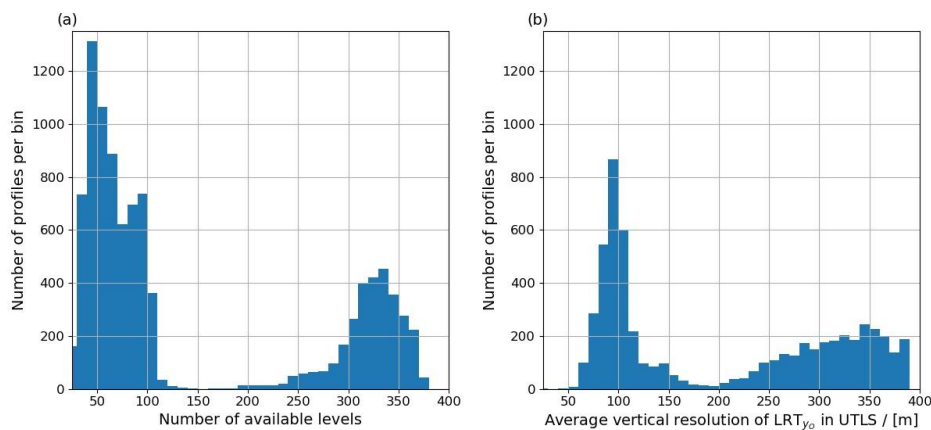 (a)
Number of profiles per bin
1200
1000
800
600
400
200
0
50 100 150 200 250 300 350 400
Number of available levels
(b)
Number of profiles per bin
1200
1000
800
600
400
200
0
50 100 150 200 250 300 350 400
Average vertical resolution of LRTyₒ in UTLS / [m]